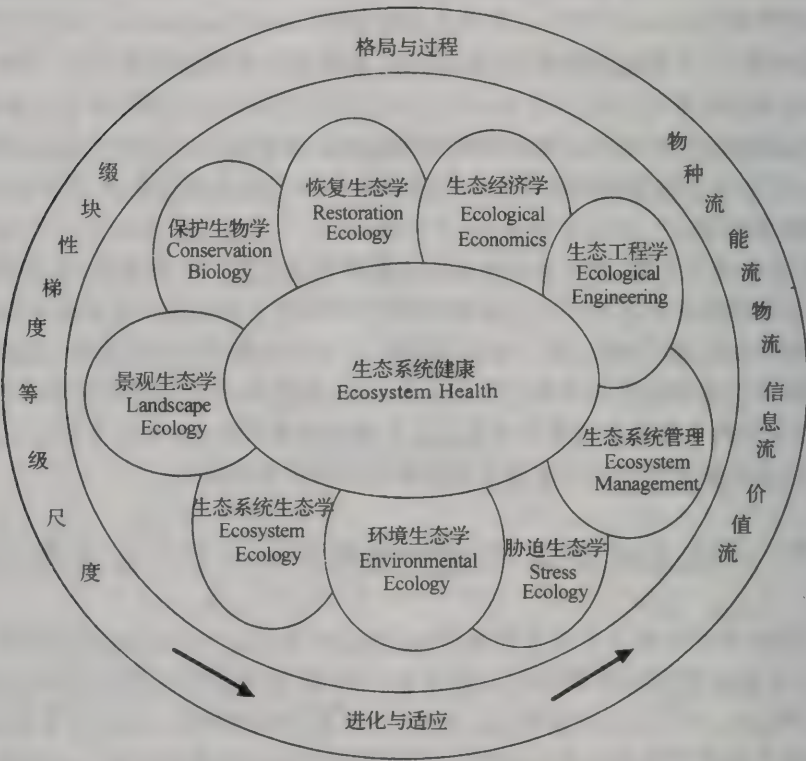 格局与过程
缀块性梯度等级尺度
物种流能流物流信息流价值流
恢复生态学
Restoration
Ecology
生态经济学
Ecological
Economics
保护生物学
Conservation
Biology
生态工程学
Ecological
Engineering
景观生态学
Landscape
Ecology
生态系统健康
Ecosystem Health
生态系统管理
Ecosystem
Management
生态系统生态学
Ecosystem
Ecology
环境生态学
Environmental
Ecology
胁迫生态学
Stress
Ecology
进化与适应